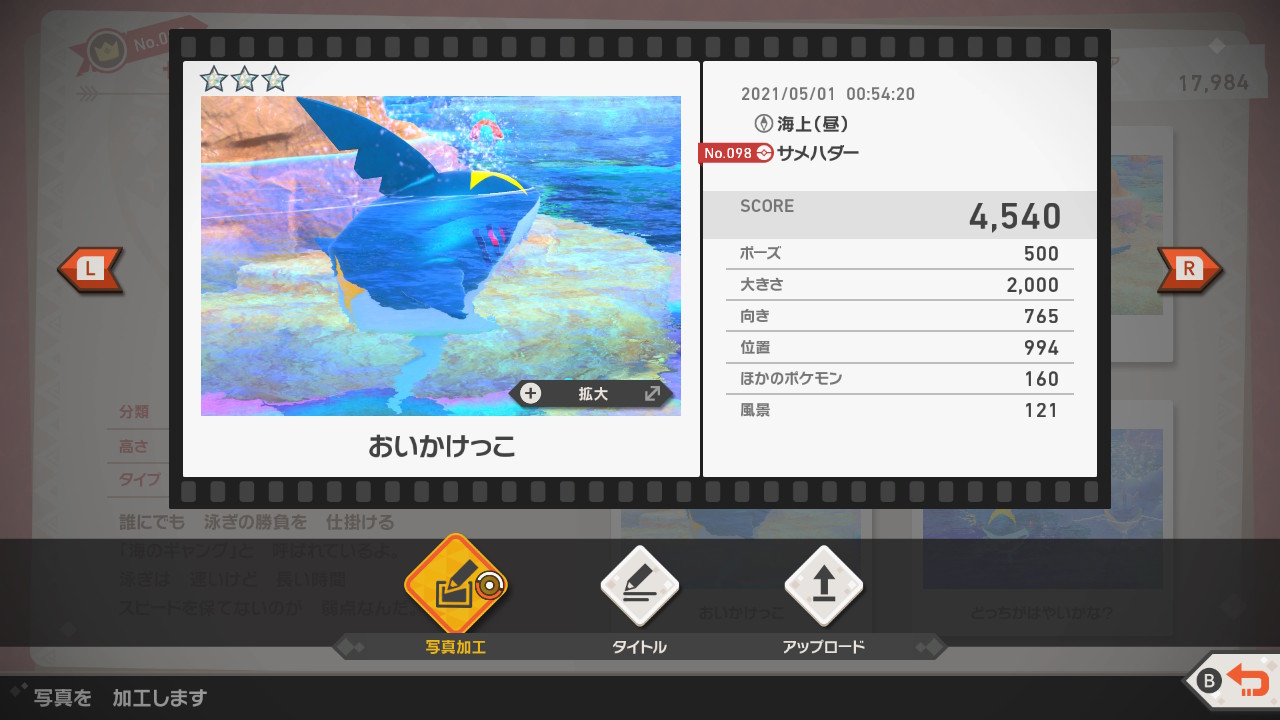 No.0
17,984
2021/05/01 00:54:20
海上(昼)
No.098 サメハダー
SCORE 4,540
ポーズ 500
大きさ 2,000
向き 765
位置 994
ほかのポケモン 160
風景 121
L
R
+ 拡大
おいかけっこ
分類
高さ
タイプ
誰にでも 泳ぎの勝負を 仕掛ける
「海のギャング」と 呼ばれているよ。
泳ぎは 速いけど 長い時間
スピードを保てないのが 弱点なんだ
おいかけっこ
どっちがはやいかな?
写真加工
タイトル
アップロード
写真を 加工します
B